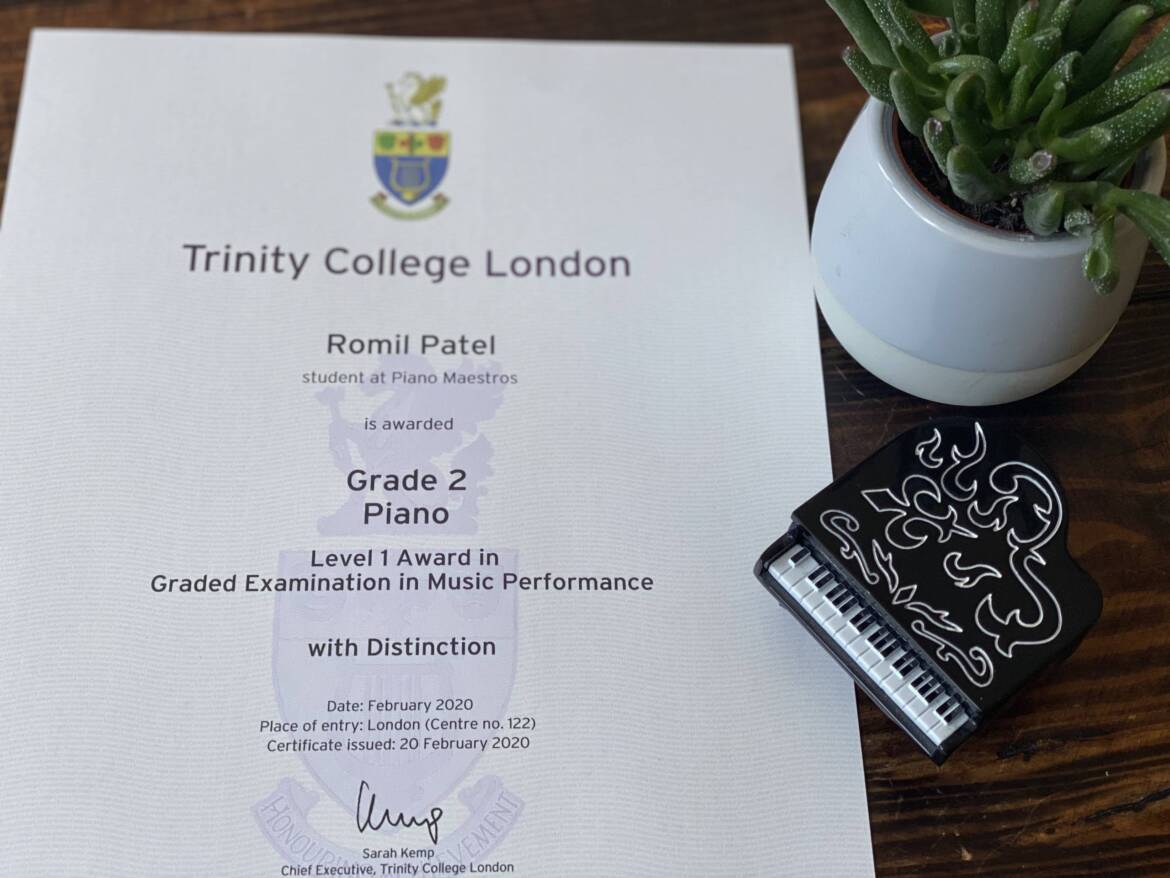 Trinity College London
Romil Patel
student at Piano Maestros
is awarded
Grade 2
Piano
Level 1 Award in
Graded Examination in Music Performance
with Distinction
Date: February 2020
Place of entry: London (Centre no. 122)
Certificate issued: 20 February 2020
Sarah Kemp
Chief Executive, Trinity College London